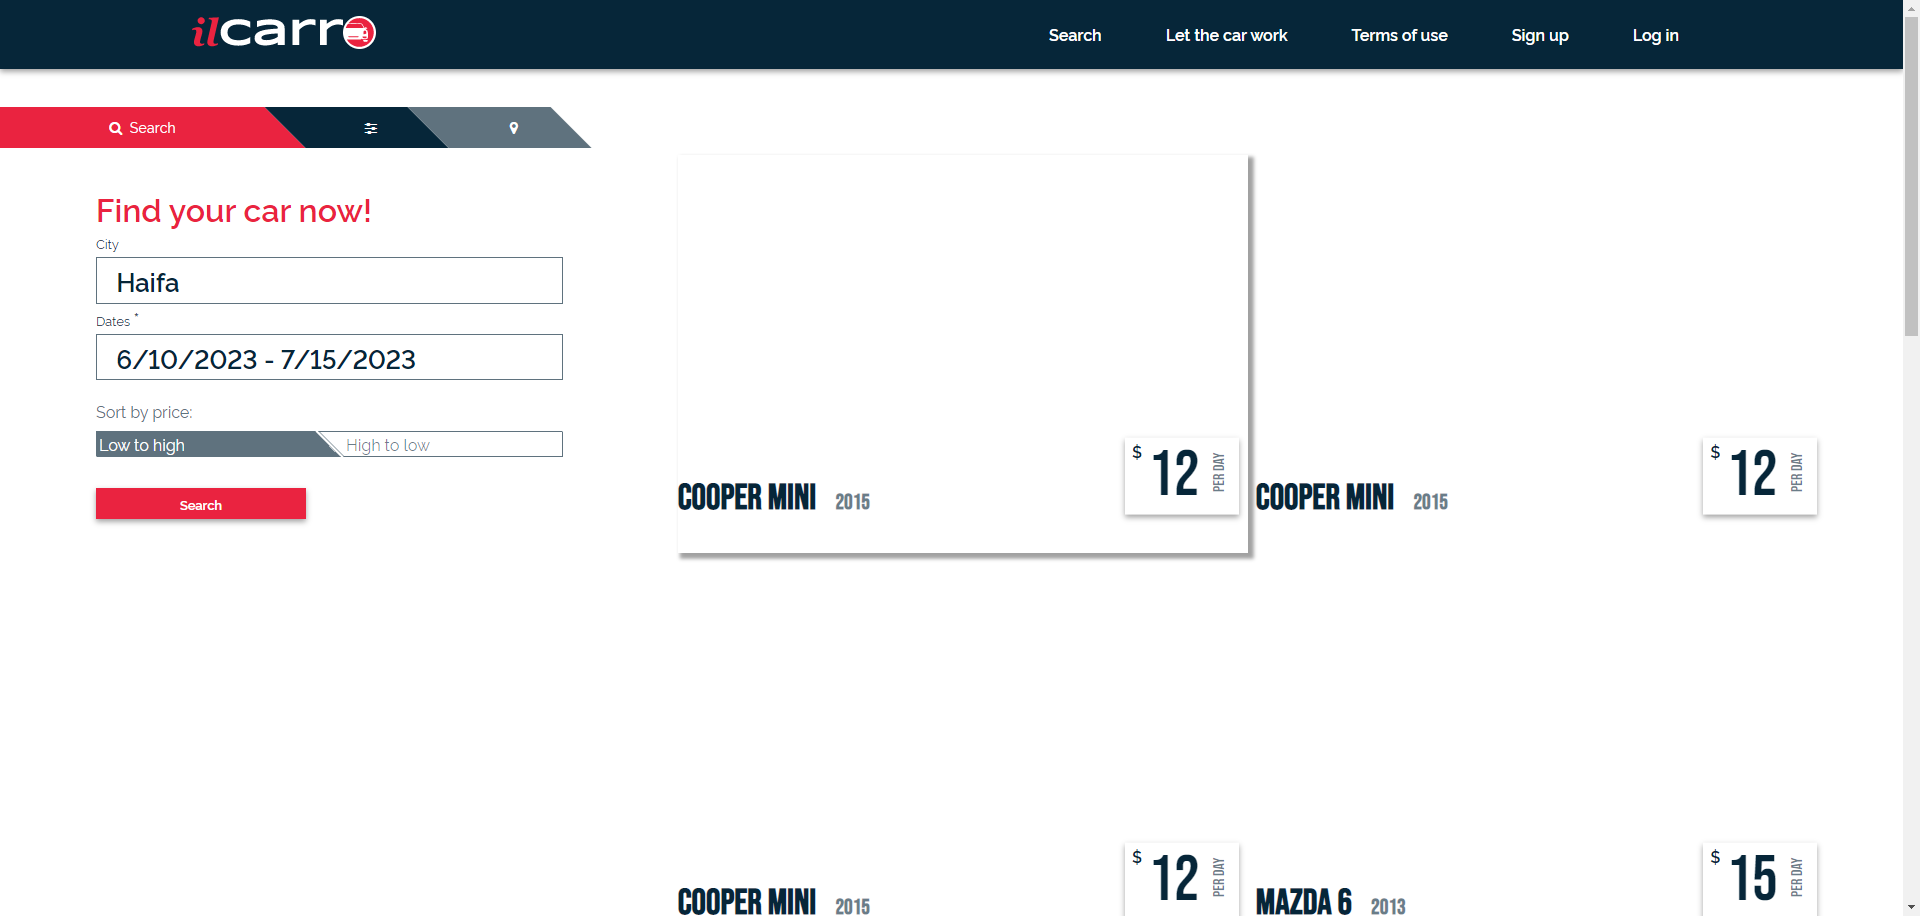 ilcarro
Search
Let the car work
Terms of use
Sign up
Log in
Search
Find your car now!
City
Haifa
Dates *
6/10/2023 - 7/15/2023
Sort by price:
Low to high
High to low
Search
$ 12 PER DAY
COOPER MINI 2015
$ 12 PER DAY
COOPER MINI 2015
$ 12 PER DAY
COOPER MINI 2015
$ 15 PER DAY
MAZDA 6 2013